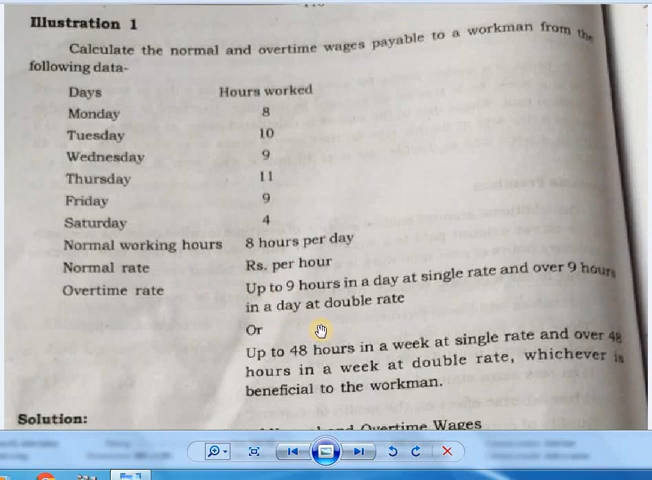 Illustration 1
Calculate the normal and overtime wages payable to a workman from the
following data-
Days Hours worked
Monday 8
Tuesday 10
Wednesday 9
Thursday 11
Friday 9
Saturday 4
Normal working hours 8 hours per day
Normal rate Rs. per hour
Overtime rate Up to 9 hours in a day at single rate and over 9 hours
in a day at double rate
Or
Up to 48 hours in a week at single rate and over 48
hours in a week at double rate, whichever is
beneficial to the workman.
Solution:
and Overtime Wages